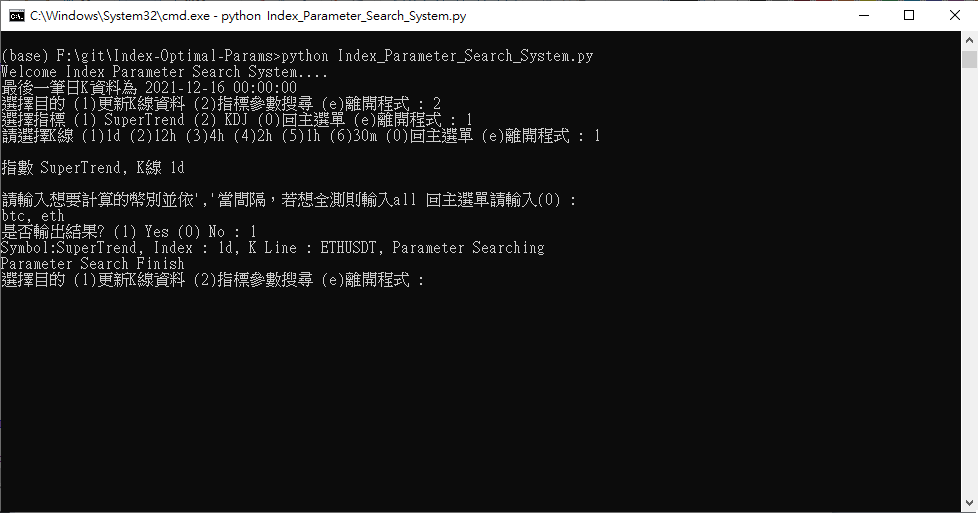 C:\Windows\System32\cmd.exe - python Index_Parameter_Search_System.py
(base) F:\git\Index-Optimal-Params>python Index_Parameter_Search_System.py
Welcome Index Parameter Search System....
最後一筆日K資料為 2021-12-16 00:00:00
選擇目的 (1)更新K線資料 (2)指標參數搜尋 (e)離開程式 : 2
選擇指標 (1) SuperTrend (2) KDJ (0)回主選單 (e)離開程式 : 1
請選擇K線 (1)1d (2)12h (3)4h (4)2h (5)1h (6)30m (0)回主選單 (e)離開程式 : 1
指數 SuperTrend, K線 1d
請輸入想要計算的幣別並依','當間隔，若想全測則輸入all 回主選單請輸入(0) :
btc, eth
是否輸出結果? (1) Yes (0) No : 1
Symbol:SuperTrend, Index : 1d, K Line : ETHUSDT, Parameter Searching
Parameter Search Finish
選擇目的 (1)更新K線資料 (2)指標參數搜尋 (e)離開程式 :